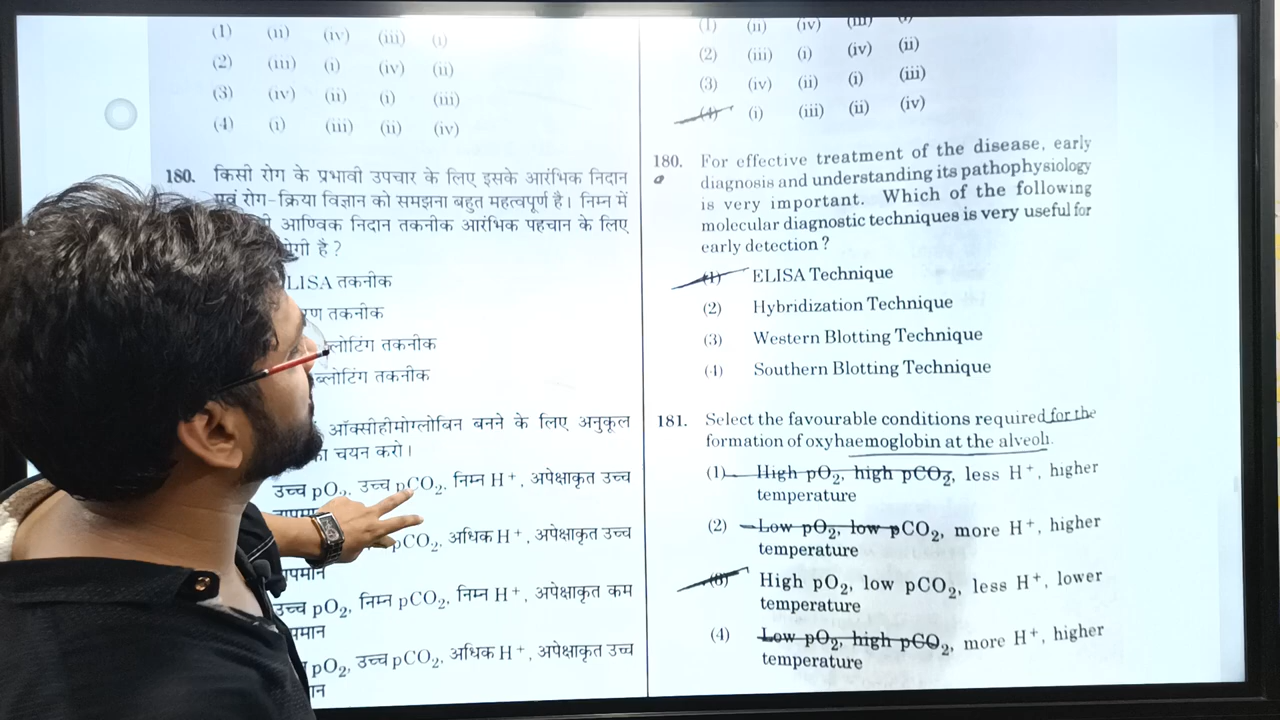 (1) (ii) (iv) (iii) (i)
(2) (iii) (i) (iv) (ii)
(3) (iv) (ii) (i) (iii)
(4) (i) (iii) (ii) (iv)
180. किसी रोग के प्रभावी उपचार के लिए इसके आरंभिक निदान
एवं रोग-क्रिया विज्ञान को समझना बहुत महत्वपूर्ण है। निम्न में
आण्विक निदान तकनीक आरंभिक पहचान के लिए
है ?
LISA तकनीक
तकनीक
तकनीक
तकनीक
ऑक्सीहीमोग्लोबिन बनने के लिए अनुकूल
चयन करो।
उच्च pO₂, उच्च pCO₂, निम्न H⁺, अपेक्षाकृत उच्च
pCO₂, अधिक H⁺, अपेक्षाकृत उच्च
उच्च pO₂, निम्न pCO₂, निम्न H⁺, अपेक्षाकृत कम
pO₂, उच्च pCO₂, अधिक H⁺, अपेक्षाकृत उच्च
(1) (ii) (iv) (iii) (i)
(2) (iii) (i) (iv) (ii)
(3) (iv) (ii) (i) (iii)
(4) (i) (iii) (ii) (iv)
180. For effective treatment of the disease, early
diagnosis and understanding its pathophysiology
is very important. Which of the following
molecular diagnostic techniques is very useful for
early detection ?
(1) ELISA Technique
(2) Hybridization Technique
(3) Western Blotting Technique
(4) Southern Blotting Technique
181. Select the favourable conditions required for the
formation of oxyhaemoglobin at the alveoli.
(1) High pO₂, high pCO₂, less H⁺, higher
temperature
(2) Low pO₂, low pCO₂, more H⁺, higher
temperature
(3) High pO₂, low pCO₂, less H⁺, lower
temperature
(4) Low pO₂, high pCO₂, more H⁺, higher
temperature